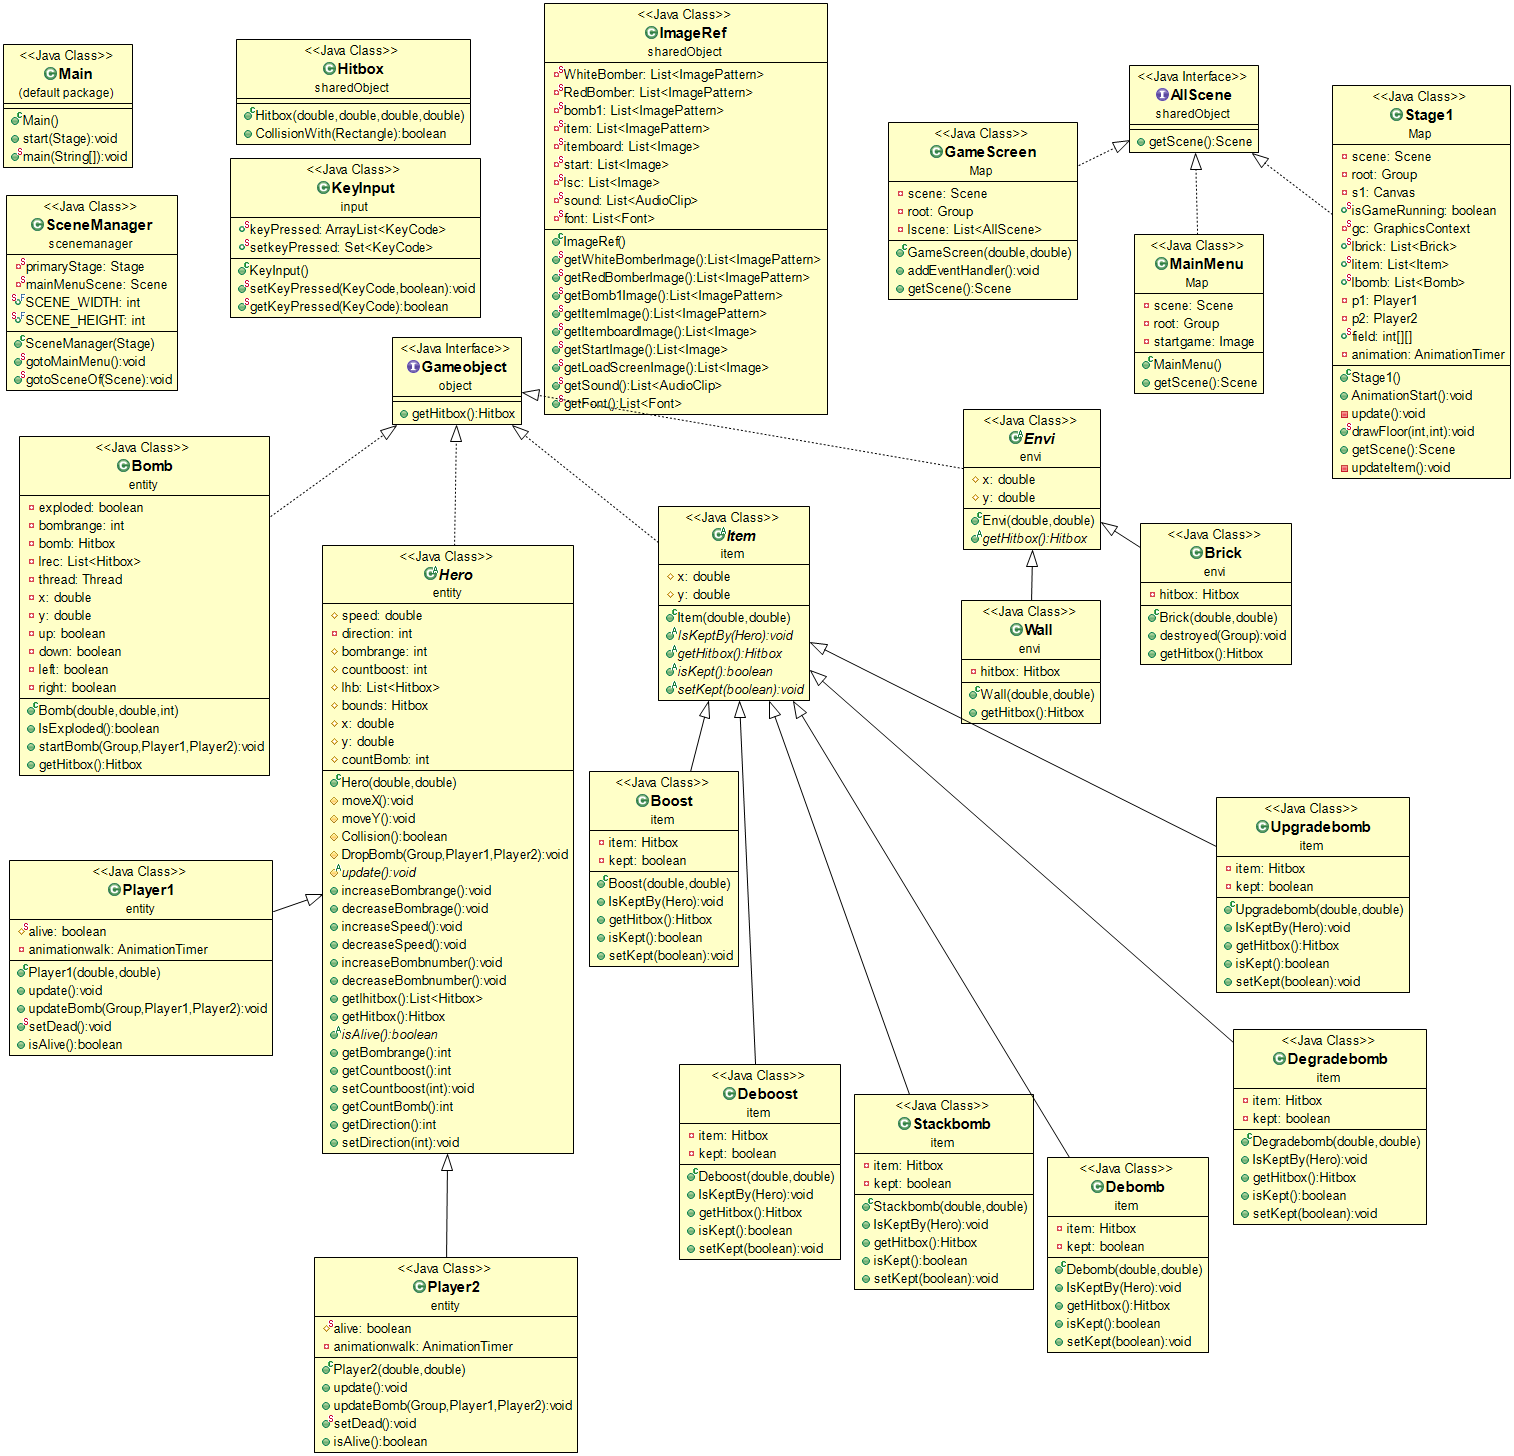 <<Java Class>>
Main
(default package)
Main()
start(Stage):void
main(String[]):void
<<Java Class>>
Hitbox
sharedObject
Hitbox(double,double,double,double)
CollisionWith(Rectangle):boolean
<<Java Class>>
ImageRef
sharedObject
WhiteBomber: List<ImagePattern>
RedBomber: List<ImagePattern>
bomb1: List<ImagePattern>
item: List<ImagePattern>
itemboard: List<Image>
start: List<Image>
lsc: List<Image>
sound: List<AudioClip>
font: List<Font>
ImageRef()
getWhiteBomberImage():List<ImagePattern>
getRedBomberImage():List<ImagePattern>
getBomb1Image():List<ImagePattern>
getItemImage():List<ImagePattern>
getItemboardImage():List<Image>
getStartImage():List<Image>
getLoadScreenImage():List<Image>
getSound():List<AudioClip>
getFont():List<Font>
<<Java Interface>>
AllScene
sharedObject
getScene():Scene
<<Java Class>>
Stage1
Map
scene: Scene
root: Group
s1: Canvas
isGameRunning: boolean
gc: GraphicsContext
lbrick: List<Brick>
litem: List<Item>
lbomb: List<Bomb>
p1: Player1
p2: Player2
field: int[][]
animation: AnimationTimer
Stage1()
AnimationStart():void
update():void
drawFloor(int,int):void
getScene():Scene
updateItem():void
<<Java Class>>
GameScreen
Map
scene: Scene
root: Group
lscene: List<AllScene>
GameScreen(double,double)
addEventHandler():void
getScene():Scene
<<Java Class>>
KeyInput
input
keyPressed: ArrayList<KeyCode>
setkeyPressed: Set<KeyCode>
KeyInput()
setKeyPressed(KeyCode,boolean):void
getKeyPressed(KeyCode):boolean
<<Java Class>>
SceneManager
scenemanager
primaryStage: Stage
mainMenuScene: Scene
SCENE_WIDTH: int
SCENE_HEIGHT: int
SceneManager(Stage)
gotoMainMenu():void
gotoSceneOf(Scene):void
<<Java Class>>
MainMenu
Map
scene: Scene
root: Group
startgame: Image
MainMenu()
getScene():Scene
<<Java Interface>>
Gameobject
object
getHitbox():Hitbox
<<Java Class>>
Envi
envi
x: double
y: double
Envi(double,double)
getHitbox():Hitbox
<<Java Class>>
Bomb
entity
exploded: boolean
bombrange: int
bomb: Hitbox
lrec: List<Hitbox>
thread: Thread
x: double
y: double
up: boolean
down: boolean
left: boolean
right: boolean
Bomb(double,double,int)
IsExploded():boolean
startBomb(Group,Player1,Player2):void
getHitbox():Hitbox
<<Java Class>>
Item
item
x: double
y: double
Item(double,double)
IsKeptBy(Hero):void
getHitbox():Hitbox
isKept():boolean
setKept(boolean):void
<<Java Class>>
Brick
envi
hitbox: Hitbox
Brick(double,double)
destroyed(Group):void
getHitbox():Hitbox
<<Java Class>>
Hero
entity
speed: double
direction: int
bombrange: int
countboost: int
lhb: List<Hitbox>
bounds: Hitbox
x: double
y: double
countBomb: int
Hero(double,double)
moveX():void
moveY():void
Collision():boolean
DropBomb(Group,Player1,Player2):void
update():void
increaseBombrange():void
decreaseBombrage():void
increaseSpeed():void
decreaseSpeed():void
increaseBombnumber():void
decreaseBombnumber():void
getlhitbox():List<Hitbox>
getHitbox():Hitbox
isAlive():boolean
getBombrange():int
getCountboost():int
setCountboost(int):void
getCountBomb():int
getDirection():int
setDirection(int):void
<<Java Class>>
Wall
envi
hitbox: Hitbox
Wall(double,double)
getHitbox():Hitbox
<<Java Class>>
Boost
item
item: Hitbox
kept: boolean
Boost(double,double)
IsKeptBy(Hero):void
getHitbox():Hitbox
isKept():boolean
setKept(boolean):void
<<Java Class>>
Upgradebomb
item
item: Hitbox
kept: boolean
Upgradebomb(double,double)
IsKeptBy(Hero):void
getHitbox():Hitbox
isKept():boolean
setKept(boolean):void
<<Java Class>>
Player1
entity
alive: boolean
animationwalk: AnimationTimer
Player1(double,double)
update():void
updateBomb(Group,Player1,Player2):void
setDead():void
isAlive():boolean
<<Java Class>>
Degradebomb
item
item: Hitbox
kept: boolean
Degradebomb(double,double)
IsKeptBy(Hero):void
getHitbox():Hitbox
isKept():boolean
setKept(boolean):void
<<Java Class>>
Deboost
item
item: Hitbox
kept: boolean
Deboost(double,double)
IsKeptBy(Hero):void
getHitbox():Hitbox
isKept():boolean
setKept(boolean):void
<<Java Class>>
Stackbomb
item
item: Hitbox
kept: boolean
Stackbomb(double,double)
IsKeptBy(Hero):void
getHitbox():Hitbox
isKept():boolean
setKept(boolean):void
<<Java Class>>
Debomb
item
item: Hitbox
kept: boolean
Debomb(double,double)
IsKeptBy(Hero):void
getHitbox():Hitbox
isKept():boolean
setKept(boolean):void
<<Java Class>>
Player2
entity
alive: boolean
animationwalk: AnimationTimer
Player2(double,double)
update():void
updateBomb(Group,Player1,Player2):void
setDead():void
isAlive():boolean